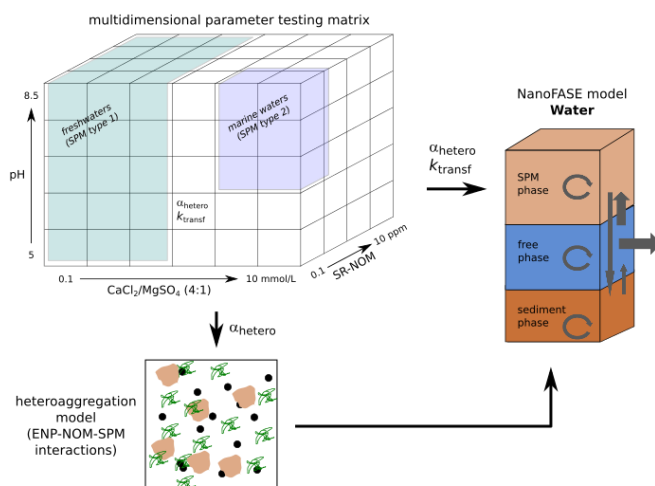 multidimensional parameter testing matrix
8.5
pH
5
freshwaters
(SPM type 1)
marine waters
(SPM type 2)
αhetero
ktransf
0.1
10 mmol/L
CaCl2/MgSO4 (4:1)
0.1
10 ppm
SR-NOM
αhetero
ktransf
NanoFASE model
Water
SPM
phase
free
phase
sediment
phase
αhetero
heteroaggregation
model
(ENP-NOM-SPM
interactions)